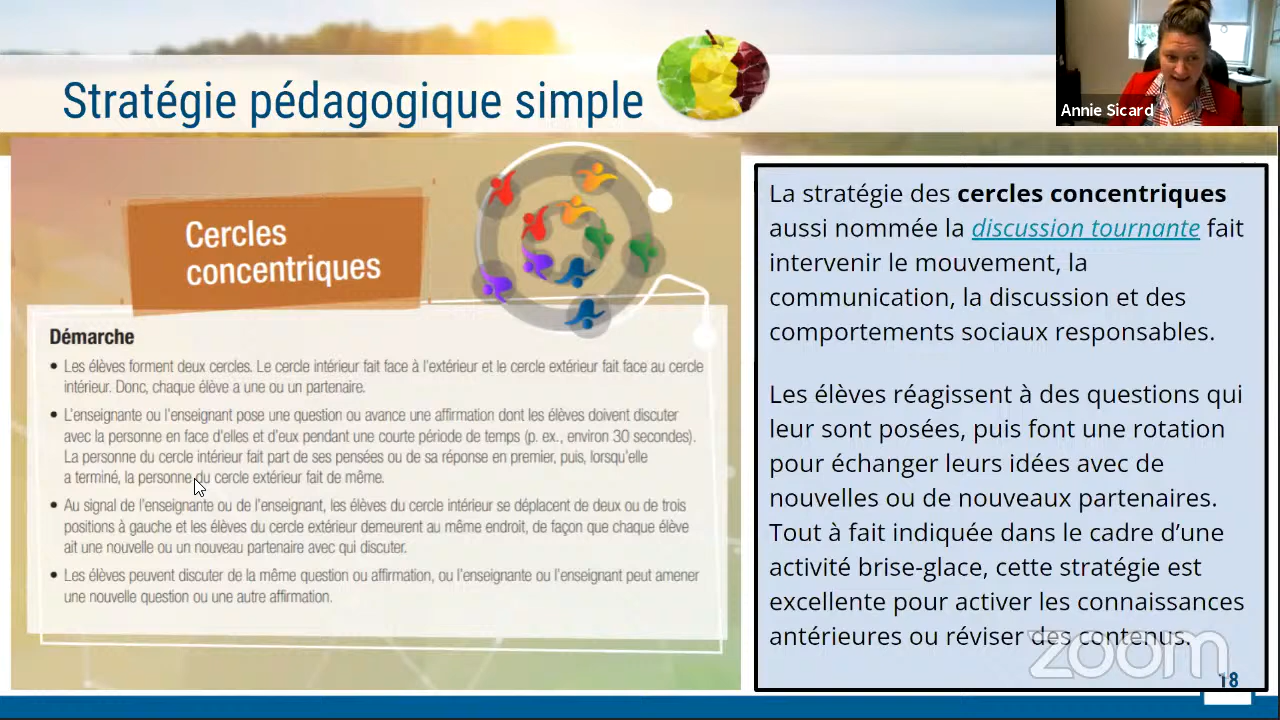 Stratégie pédagogique simple
Annie Sicard
Cercles
concentriques
Démarche
• Les élèves forment deux cercles. Le cercle intérieur fait face à l'extérieur et le cercle extérieur fait face au cercle
intérieur. Donc, chaque élève a une ou un partenaire.
• L'enseignante ou l'enseignant pose une question ou avance une affirmation dont les élèves doivent discuter
avec la personne en face d'elles et d'eux pendant une courte période de temps (p. ex., environ 30 secondes).
La personne du cercle intérieur fait part de ses pensées ou de sa réponse en premier, puis, lorsqu'elle
a terminé, la personne du cercle extérieur fait de même.
• Au signal de l'enseignante ou de l'enseignant, les élèves du cercle intérieur se déplacent de deux ou de trois
positions à gauche et les élèves du cercle extérieur demeurent au même endroit, de façon que chaque élève
ait une nouvelle ou un nouveau partenaire avec qui discuter.
• Les élèves peuvent discuter de la même question ou affirmation, ou l'enseignante ou l'enseignant peut amener
une nouvelle question ou une autre affirmation.
La stratégie des cercles concentriques
aussi nommée la discussion tournante fait
intervenir le mouvement, la
communication, la discussion et des
comportements sociaux responsables.
Les élèves réagissent à des questions qui
leur sont posées, puis font une rotation
pour échanger leurs idées avec de
nouvelles ou de nouveaux partenaires.
Tout à fait indiquée dans le cadre d'une
activité brise-glace, cette stratégie est
excellente pour activer les connaissances
antérieures ou réviser des contenus.
zoom
18